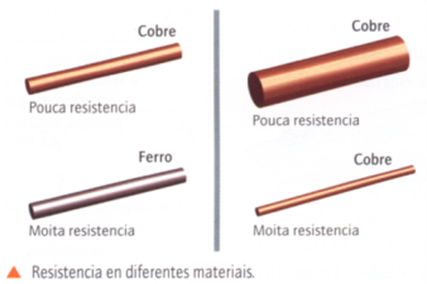 Cobre
Pouca resistencia
Ferro
Moita resistencia
Cobre
Pouca resistencia
Cobre
Moita resistencia
Resistencia en diferentes materiais.